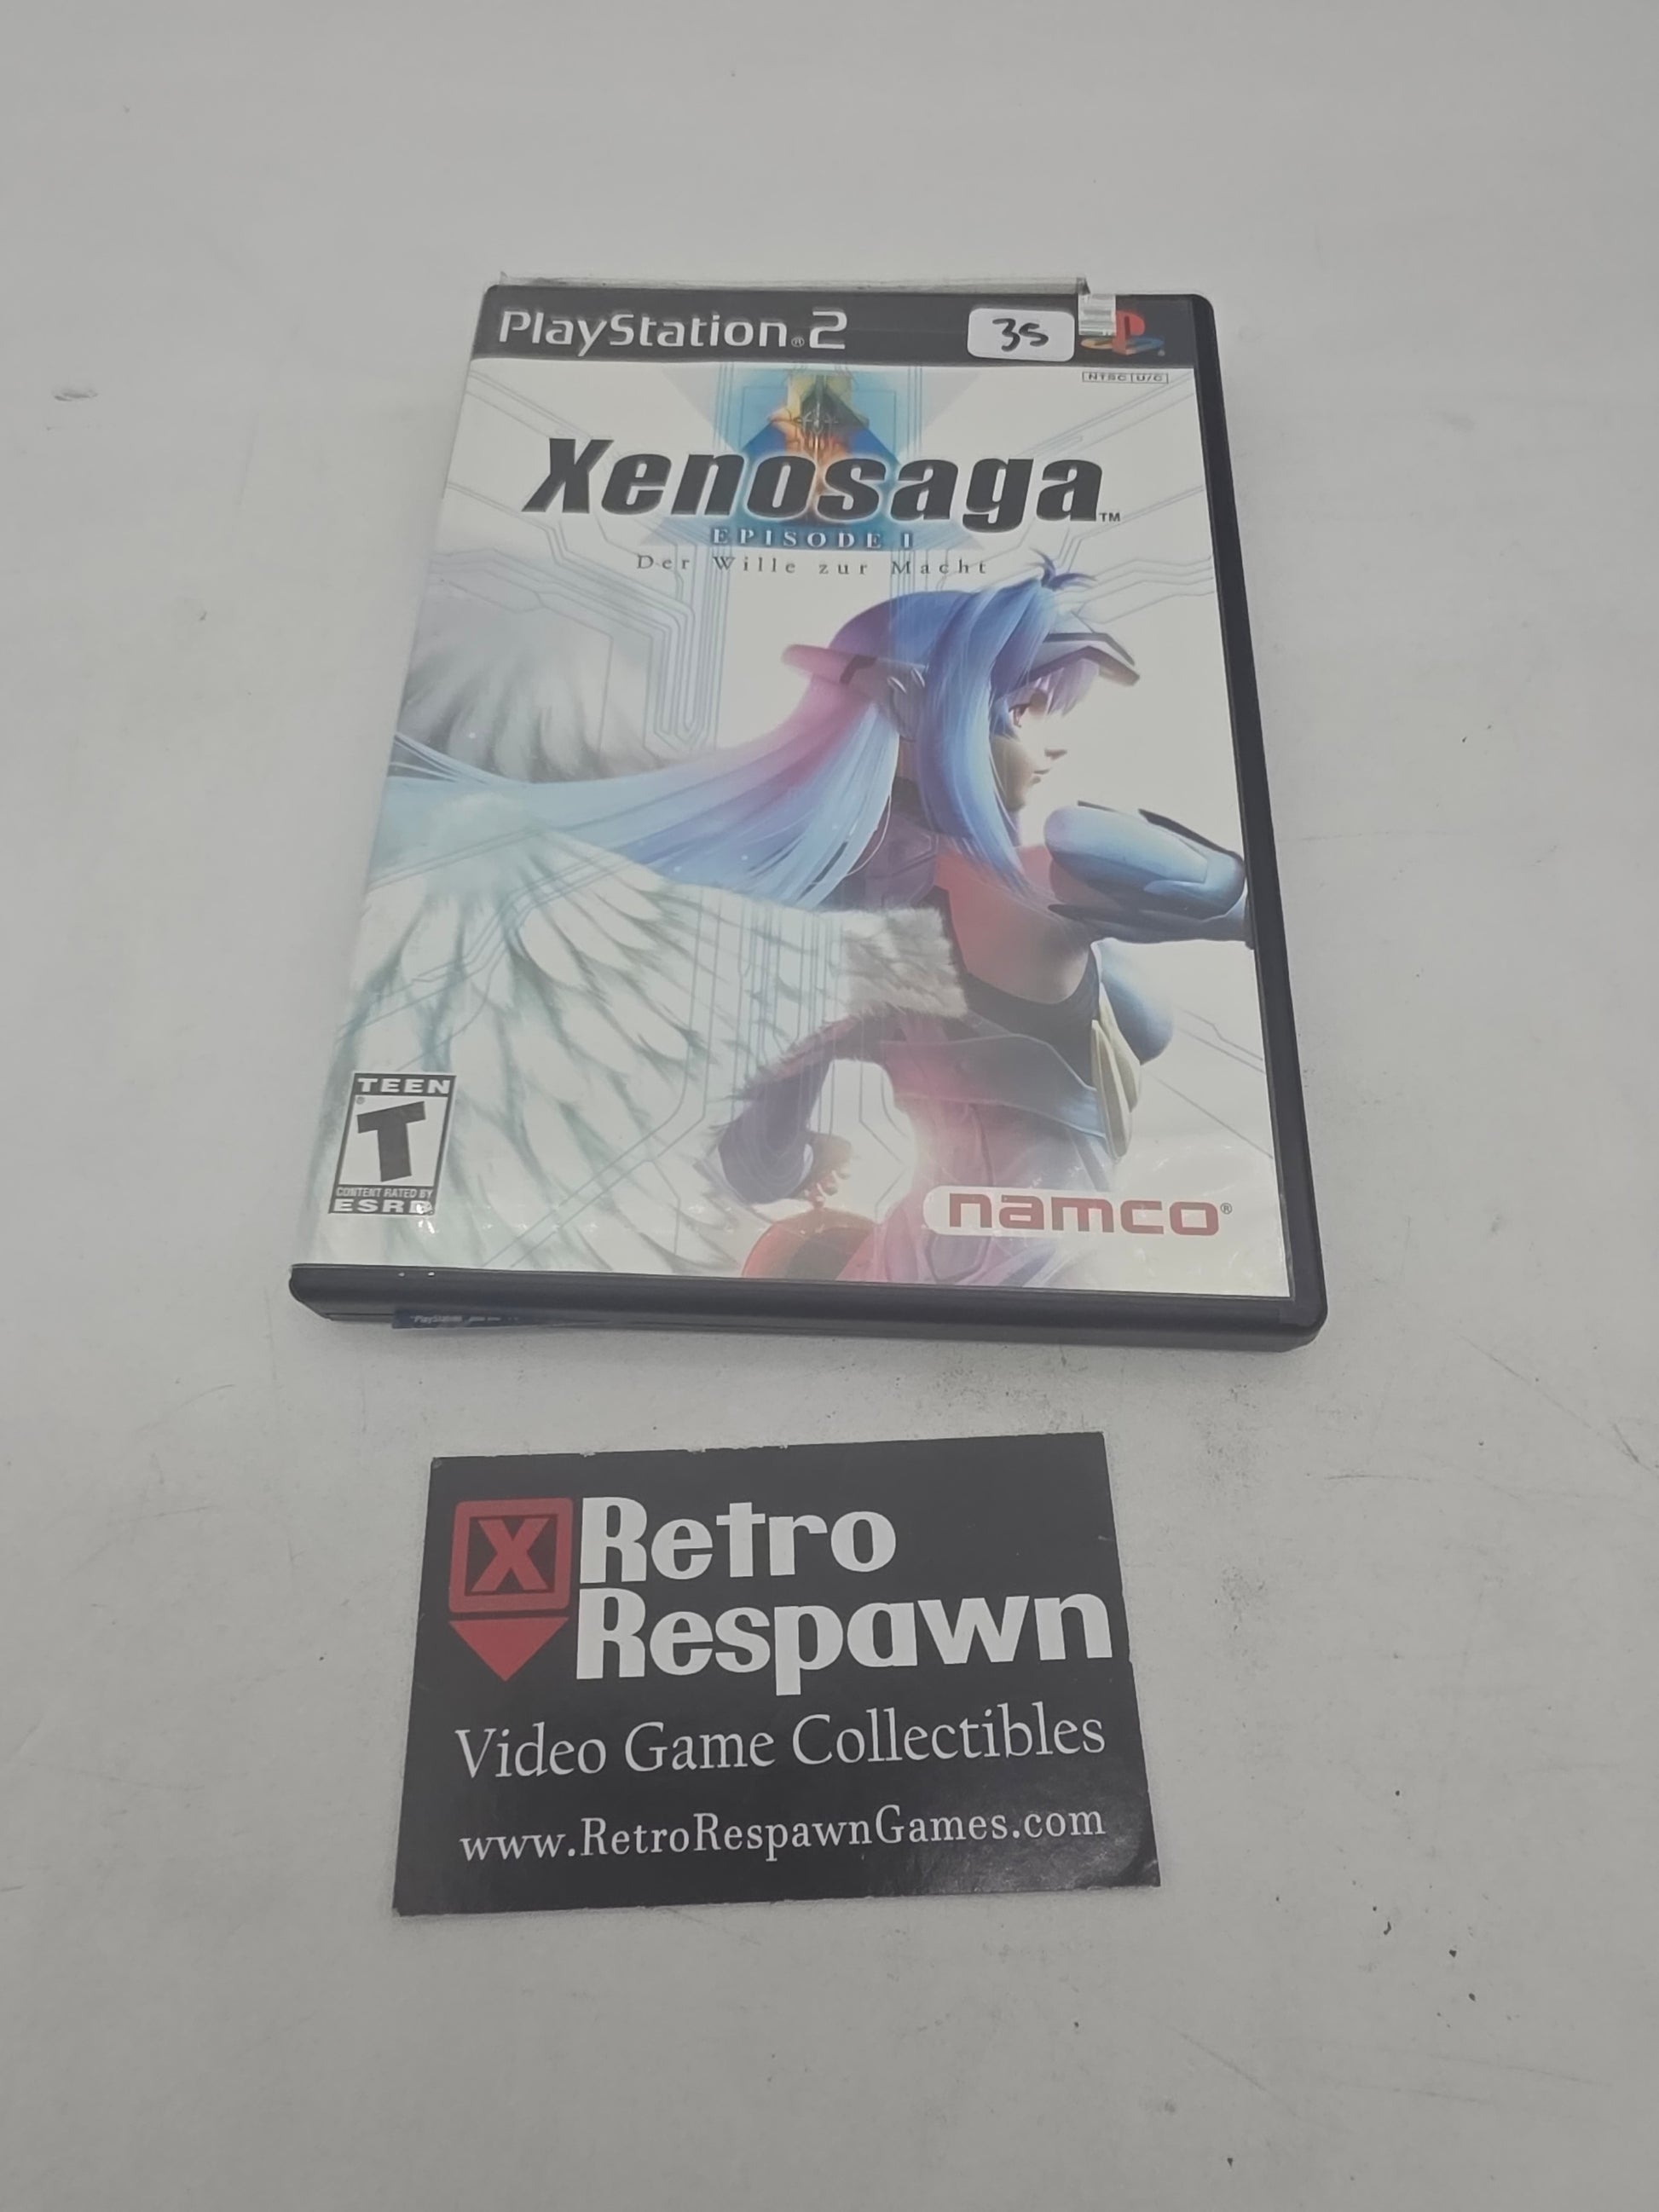 PlayStation®2
35
NTSC U/C
Xenosaga™
EPISODE I
Der Wille zur Macht
TEEN
T
®
CONTENT RATED BY
ESRB
namco®
"PlayStation"
X Retro
Respawn
Video Game Collectibles
www.RetroRespawnGames.com